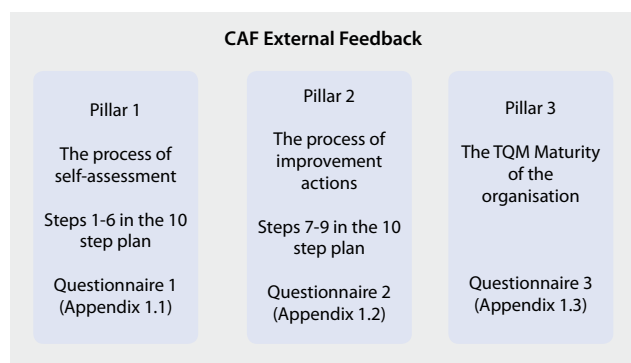 CAF External Feedback
Pillar 1
The process of
self-assessment
Steps 1-6 in the 10
step plan
Questionnaire 1
(Appendix 1.1)
Pillar 2
The process of
improvement
actions
Steps 7-9 in the 10
step plan
Questionnaire 2
(Appendix 1.2)
Pillar 3
The TQM Maturity
of the
organisation
Questionnaire 3
(Appendix 1.3)